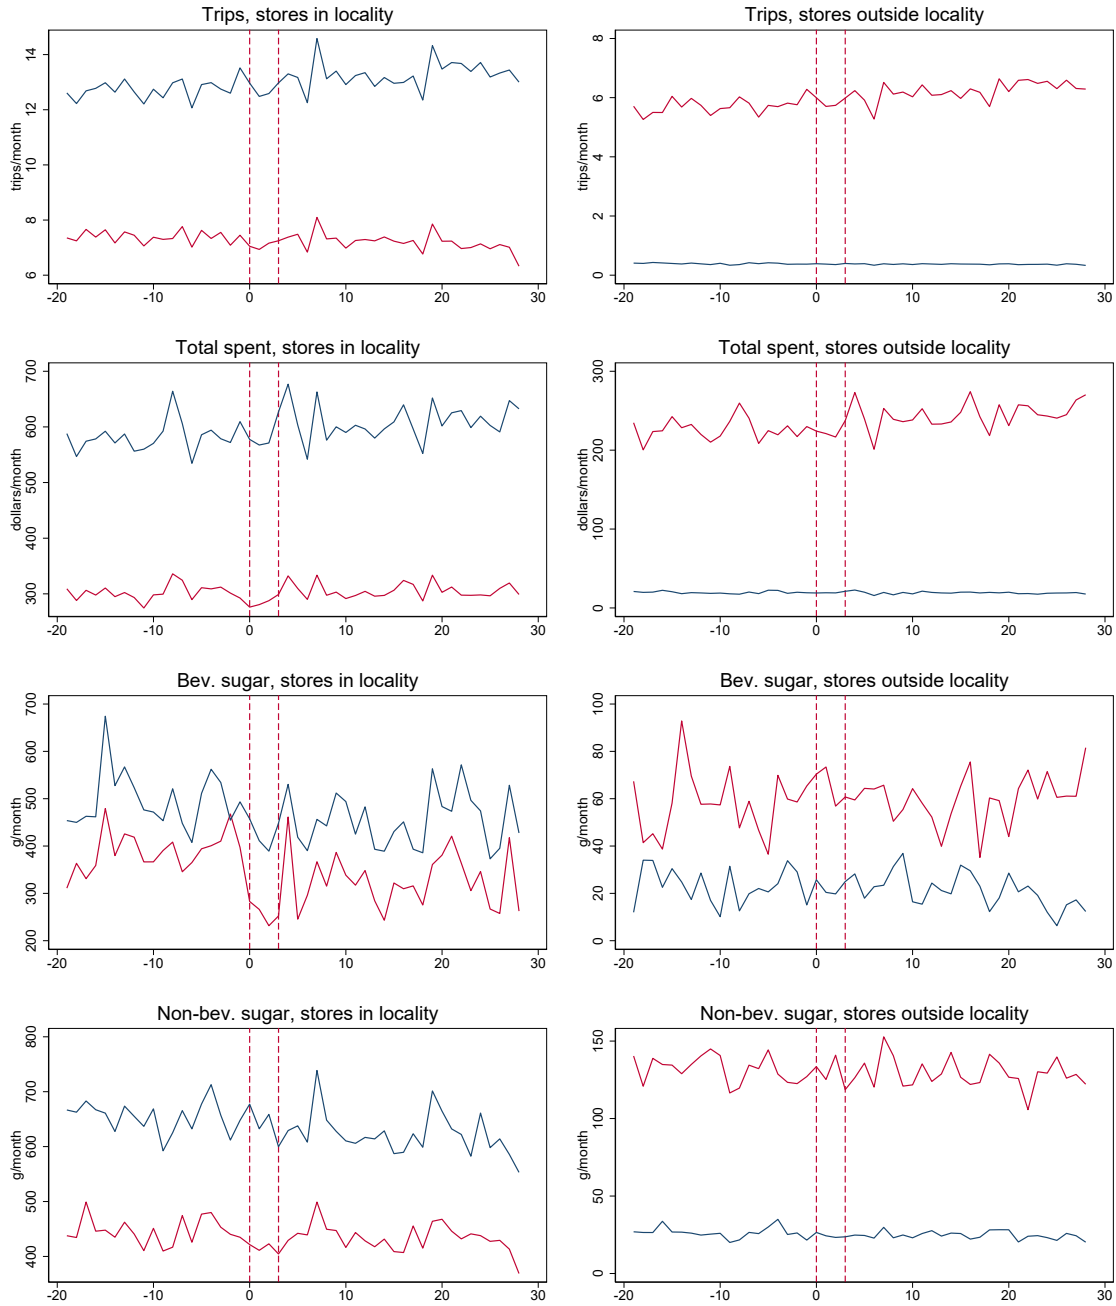 Trips, stores in locality
trips/month
14
12
10
8
6
-20 -10 0 10 20 30
Trips, stores outside locality
trips/month
8
6
4
2
0
-20 -10 0 10 20 30
Total spent, stores in locality
dollars/month
700
600
500
400
300
-20 -10 0 10 20 30
Total spent, stores outside locality
dollars/month
300
200
100
0
-20 -10 0 10 20 30
Bev. sugar, stores in locality
g/month
700
600
500
400
300
200
-20 -10 0 10 20 30
Bev. sugar, stores outside locality
g/month
100
80
60
40
20
0
-20 -10 0 10 20 30
Non-bev. sugar, stores in locality
g/month
800
700
600
500
400
-20 -10 0 10 20 30
Non-bev. sugar, stores outside locality
g/month
150
100
50
0
-20 -10 0 10 20 30